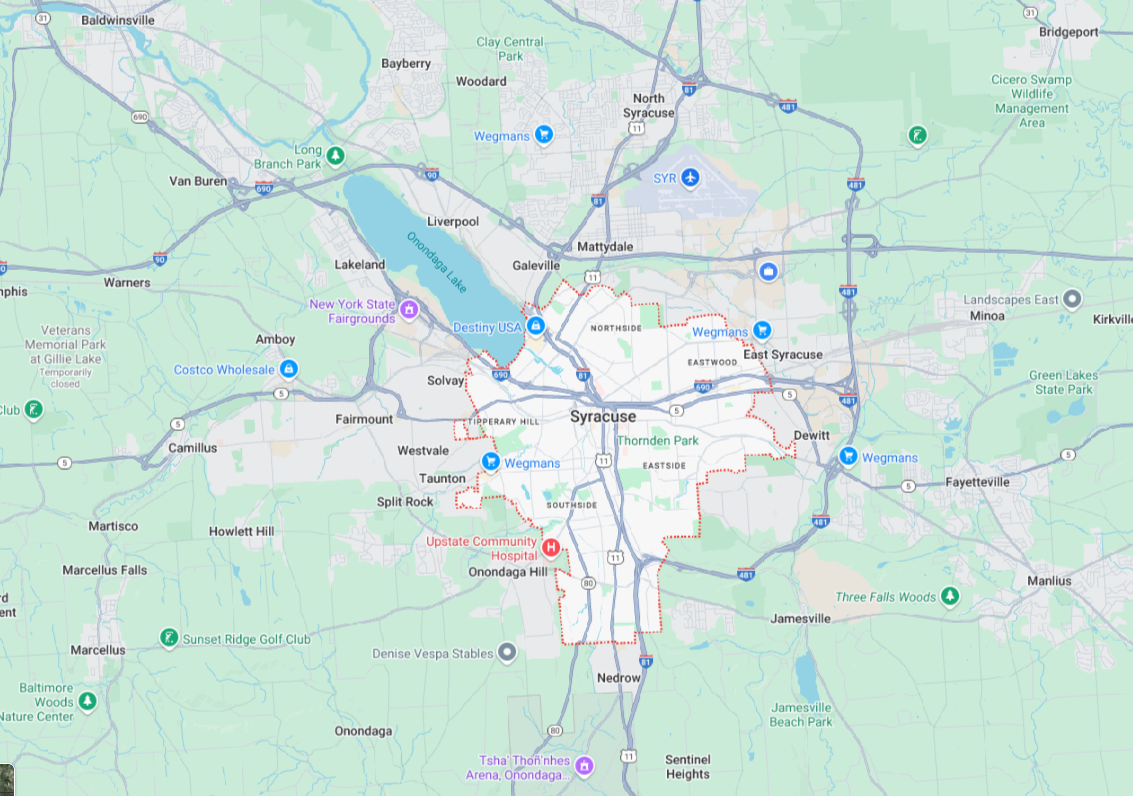 31
Baldwinsville
Bayberry
Clay Central
Park
Woodard
31
Bridgeport
North
Syracuse
81
481
Cicero Swamp
Wildlife
Management
Area
690
11
Wegmans
Long
Branch Park
Van Buren
690
90
SYR
481
81
Liverpool
Onondaga Lake
Mattydale
Galeville
Lakeland
90
Warners
11
481
Landscapes East
Minoa
Kirkville
New York State
Fairgrounds
Destiny USA
NORTHSIDE
Wegmans
East Syracuse
EASTWOOD
Veterans
Memorial Park
at Gillie Lake
Temporarily
closed
Amboy
Costco Wholesale
Solvay
690
81
690
481
Green Lakes
State Park
5
5
Club
Fairmount
TIPPERARY HILL
Syracuse
5
5
Dewitt
Camillus
Westvale
Thornden Park
Wegmans
11
EASTSIDE
Wegmans
5
5
Taunton
Split Rock
SOUTHSIDE
5
Fayetteville
Martisco
Howlett Hill
481
Upstate Community
Hospital
Onondaga Hill
11
481
Marcellus Falls
80
Manlius
Three Falls Woods
Jamesville
Sunset Ridge Golf Club
Marcellus
Denise Vespa Stables
81
Nedrow
Baltimore
Woods
Nature Center
Jamesville
Beach Park
Onondaga
80
11
Tsha' Thon'nhes
Arena, Onondaga...
Sentinel
Heights